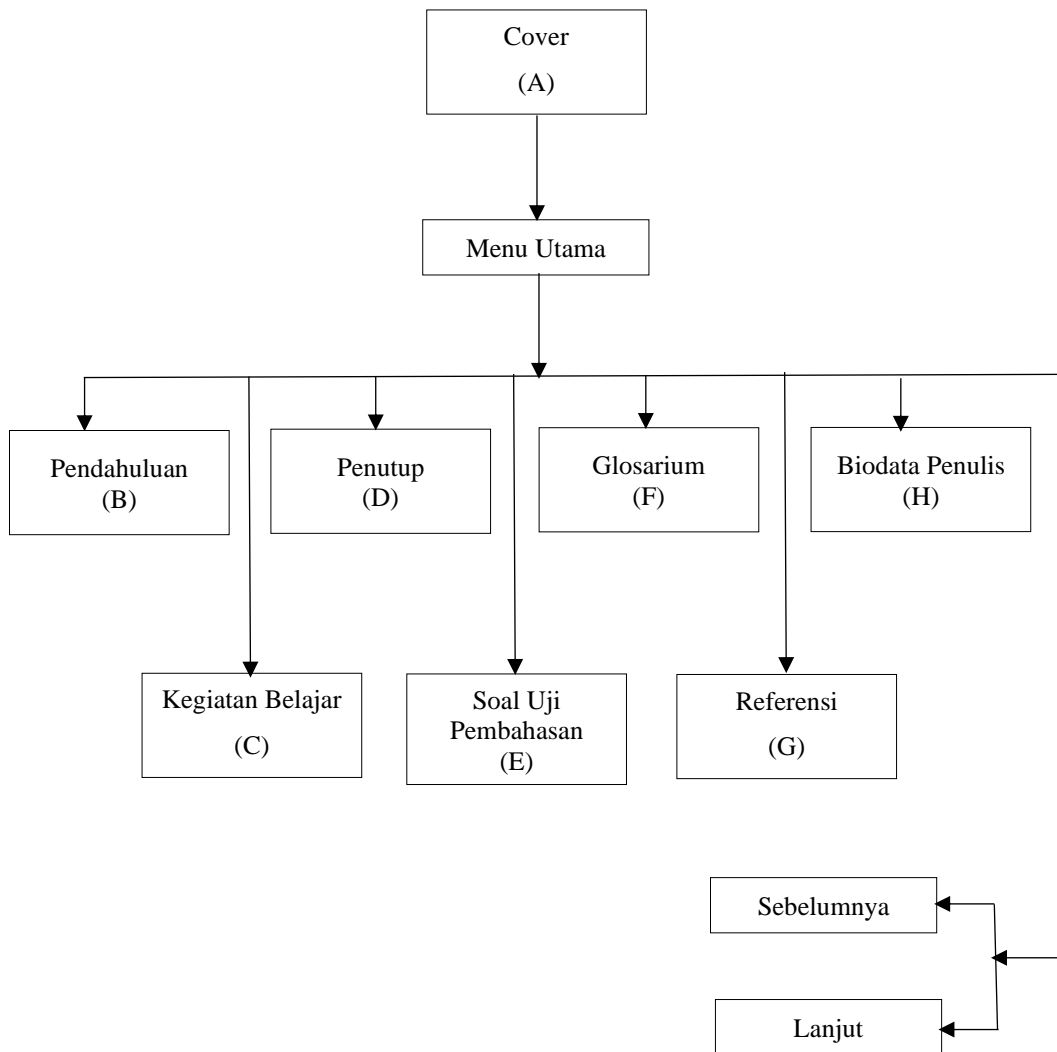 Cover
(A)
Menu Utama
Pendahuluan
(B)
Penutup
(D)
Glosarium
(F)
Biodata Penulis
(H)
Kegiatan Belajar
(C)
Soal Uji
Pembahasan
(E)
Referensi
(G)
Sebelumnya
Lanjut